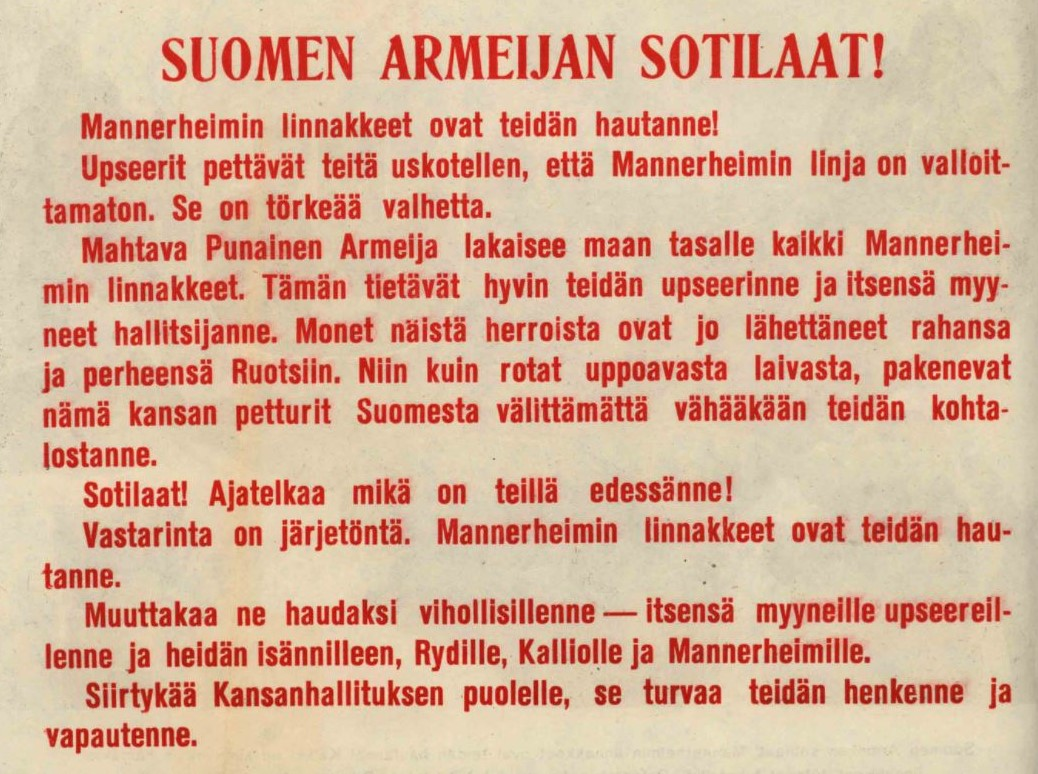 SUOMEN ARMEIJAN SOTILAAT!
Mannerheimin linnakkeet ovat teidän hautanne!
Upseerit pettävät teitä uskotellen, että Mannerheimin linja on valloit-
tamaton. Se on törkeää valhetta.
Mahtava Punainen Armeija lakaisee maan tasalle kaikki Mannerhei-
min linnakkeet. Tämän tietävät hyvin teidän upseerinne ja itsensä myy-
neet hallitsijanne. Monet näistä herroista ovat jo lähettäneet rahansa
ja perheensä Ruotsiin. Niin kuin rotat uppoavasta laivasta, pakenevat
nämä kansan petturit Suomesta välittämättä vähääkään teidän kohta-
lostanne.
Sotilaat! Ajatelkaa mikä on teillä edessänne!
Vastarinta on järjetöntä. Mannerheimin linnakkeet ovat teidän hau-
tanne.
Muuttakaa ne haudaksi vihollisillenne — itsensä myyneille upseereil-
lenne ja heidän isännilleen, Rydille, Kalliolle ja Mannerheimille.
Siirtykää Kansanhallituksen puolelle, se turvaa teidän henkenne ja
vapautenne.